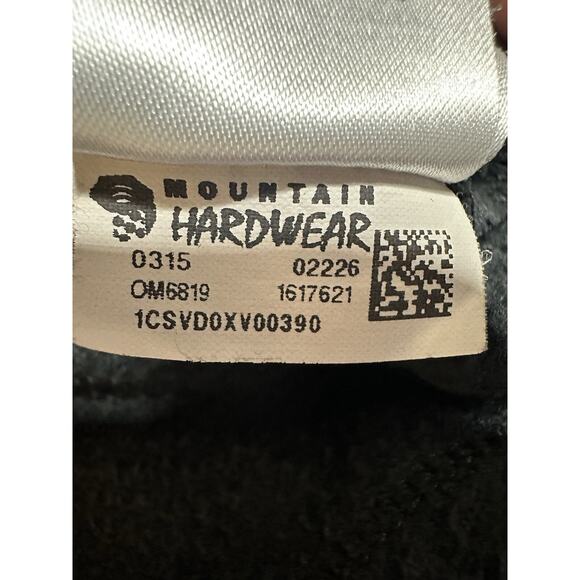 MOUNTAIN
HARDWEAR
0315 02226
OM6819 1617621
1CSVD0XV00390